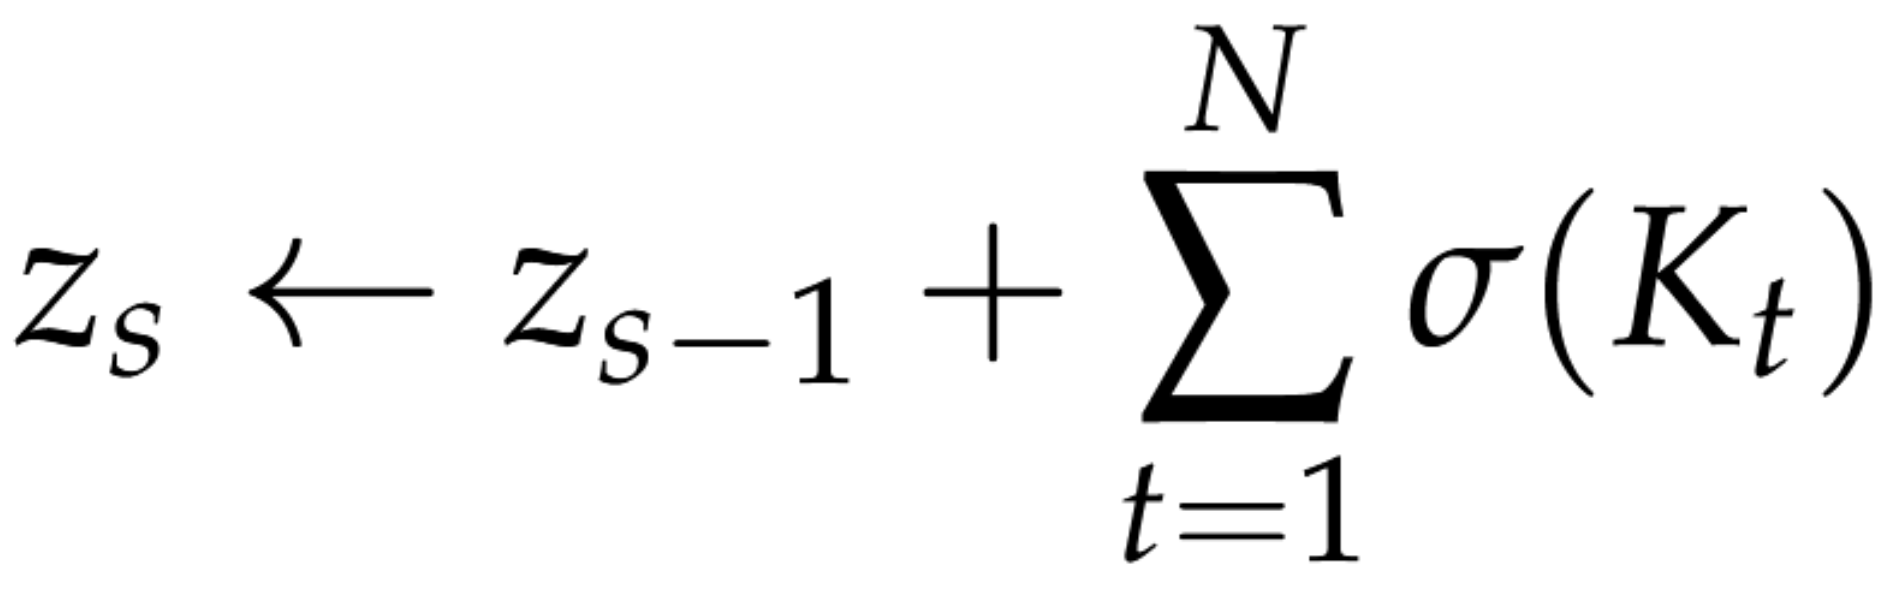 z_s ← z_{s−1} + \sum_{t=1}^{N} σ(K_t)